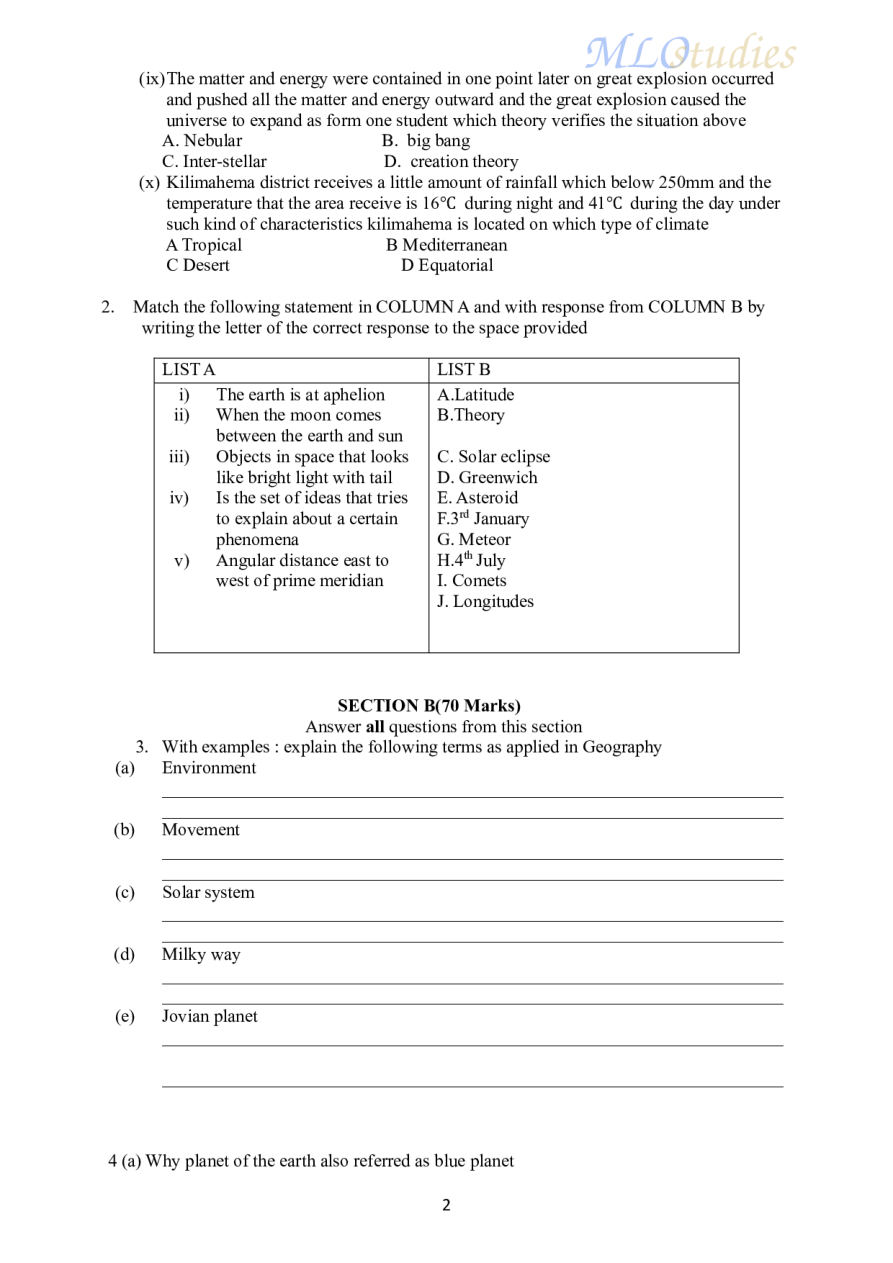 MLOstudies
(ix)The matter and energy were contained in one point later on great explosion occurred
and pushed all the matter and energy outward and the great explosion caused the
universe to expand as form one student which theory verifies the situation above
A. Nebular B. big bang
C. Inter-stellar D. creation theory
(x) Kilimahema district receives a little amount of rainfall which below 250mm and the
temperature that the area receive is 16℃ during night and 41℃ during the day under
such kind of characteristics kilimahema is located on which type of climate
A Tropical B Mediterranean
C Desert D Equatorial
2. Match the following statement in COLUMN A and with response from COLUMN B by
writing the letter of the correct response to the space provided
LIST A
i) The earth is at aphelion
ii) When the moon comes
between the earth and sun
iii) Objects in space that looks
like bright light with tail
iv) Is the set of ideas that tries
to explain about a certain
phenomena
v) Angular distance east to
west of prime meridian
LIST B
A.Latitude
B.Theory
C. Solar eclipse
D. Greenwich
E. Asteroid
F.3rd January
G. Meteor
H.4th July
I. Comets
J. Longitudes
SECTION B(70 Marks)
Answer all questions from this section
3. With examples : explain the following terms as applied in Geography
(a) Environment
(b) Movement
(c) Solar system
(d) Milky way
(e) Jovian planet
4 (a) Why planet of the earth also referred as blue planet
2